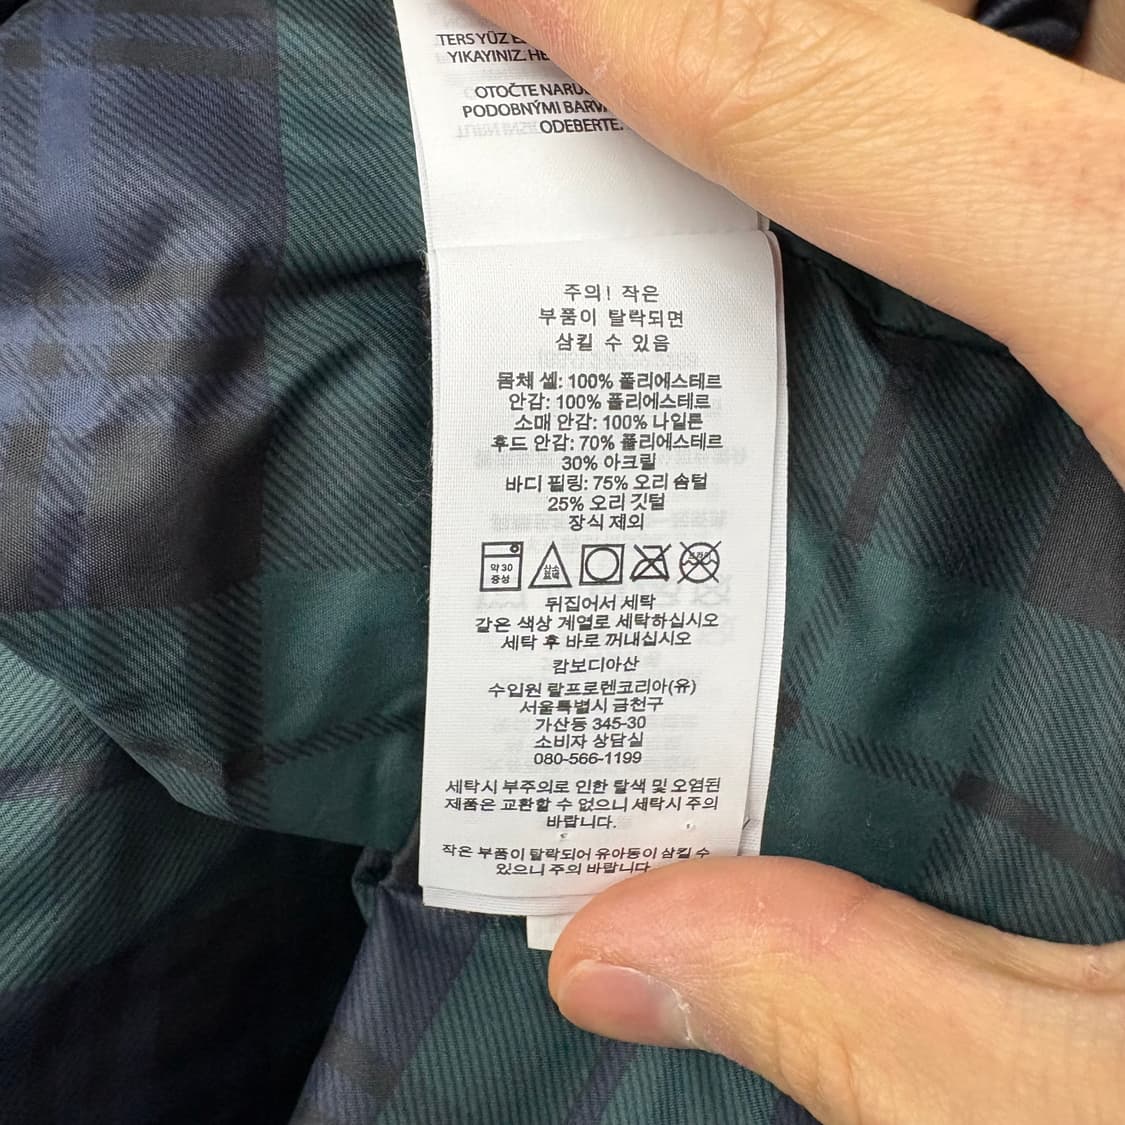 TERS YÜZ E
YIKAYINIZ. HE
OTOČTE NARU
PODOBNÝMI BARVA
ODEBERTE.
주의! 작은
부품이 탈락되면
삼킬 수 있음
몸체 쉘: 100% 폴리에스테르
안감: 100% 폴리에스테르
소매 안감: 100% 나일론
후드 안감: 70% 폴리에스테르
30% 아크릴
바디 필링: 75% 오리 솜털
25% 오리 깃털
장식 제외
약 30
중성
뒤집어서 세탁
같은 색상 계열로 세탁하십시오
세탁 후 바로 꺼내십시오
캄보디아산
수입원 랄프로렌코리아(유)
서울특별시 금천구
가산동 345-30
소비자 상담실
080-566-1199
세탁시 부주의로 인한 탈색 및 오염된
제품은 교환할 수 없으니 세탁시 주의
바랍니다.
작은 부품이 탈락되어 유아동이 삼킬 수
있으니 주의 바랍니다.